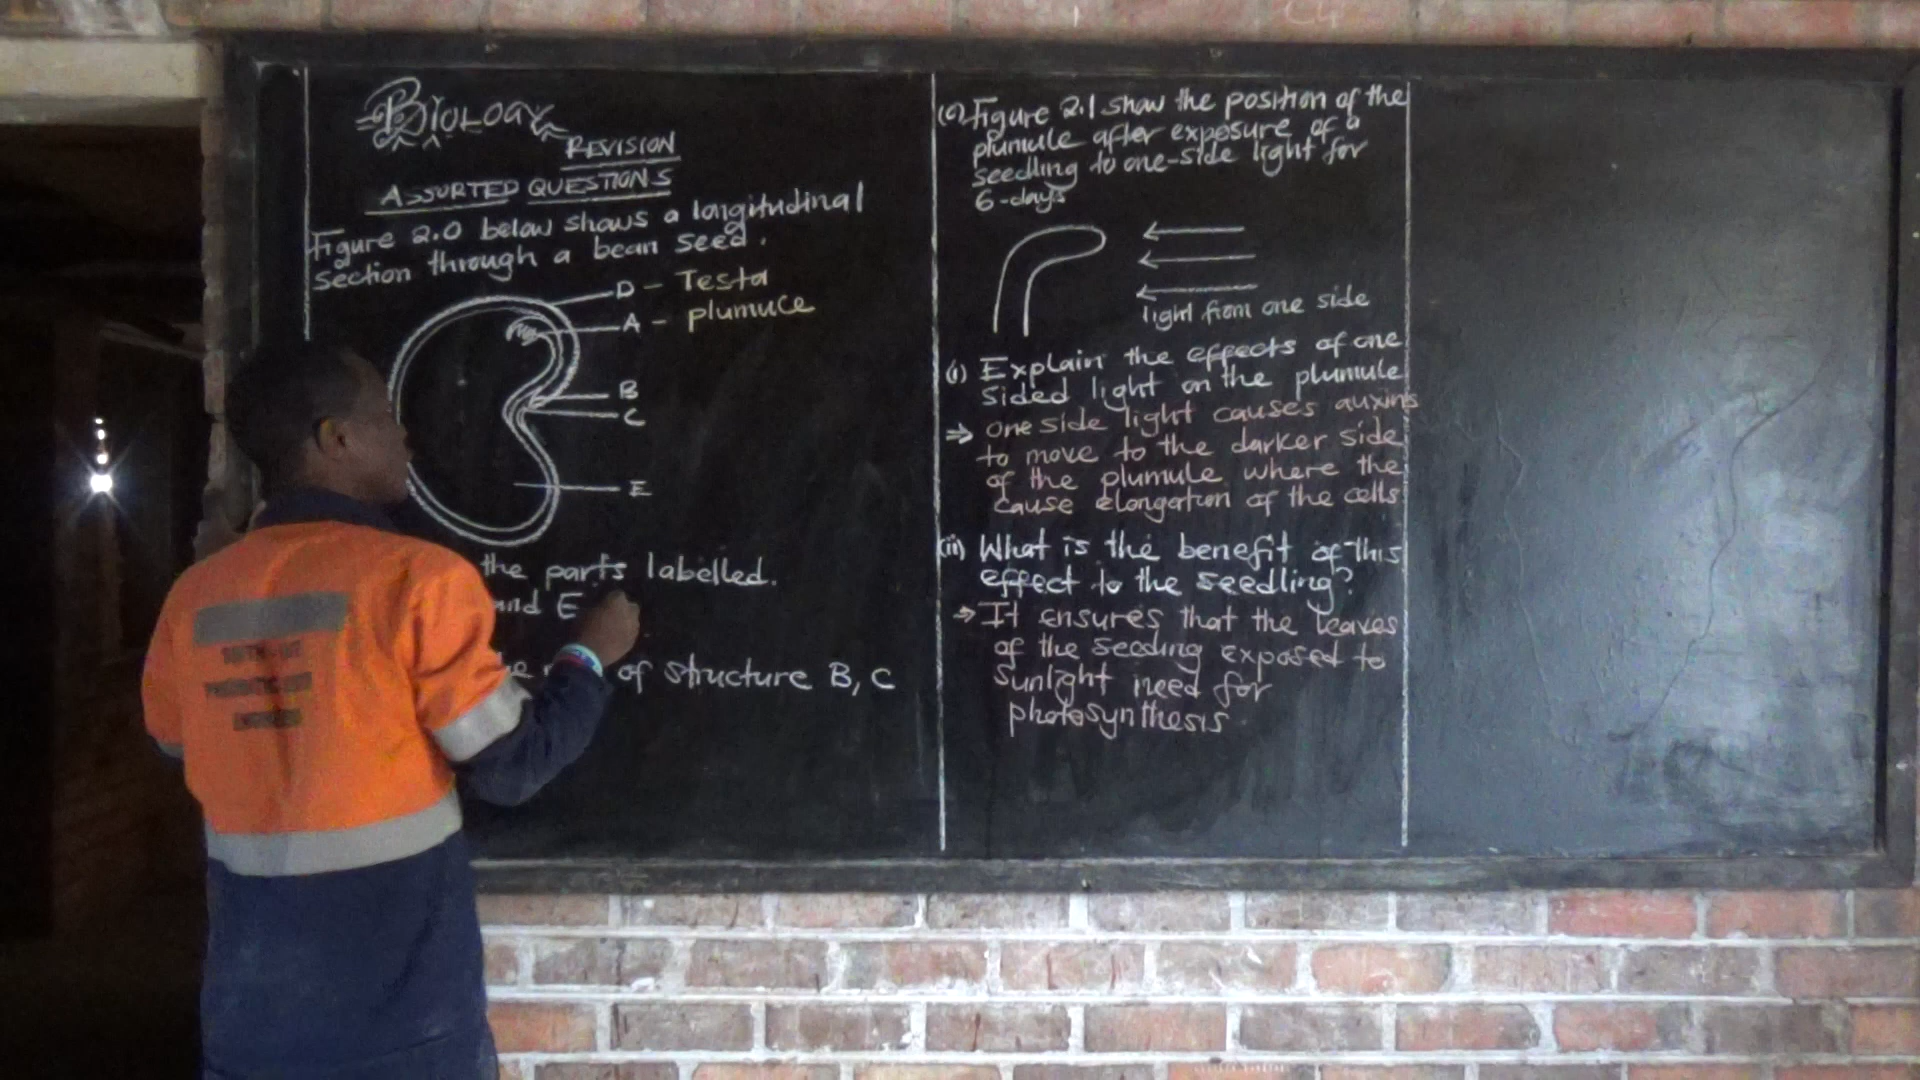 BIOLOGY
REVISION
ASSORTED QUESTIONS
Figure 2.0 below shows a longitudinal
section through a bean seed.
D - Testa
A - plumuce
B
C
E
the parts labelled.
and E
of structure B, C
(c) Figure 2.1 show the position of the
plumule after exposure of a
seedling to one-side light for
6-days
light from one side
(i) Explain the effects of one
sided light on the plumule
⇒ one side light causes auxins
to move to the darker side
of the plumule where the
cause elongation of the cells
(ii) What is the benefit of this
effect to the seedling?
⇒ It ensures that the leaves
of the seeding exposed to
sunlight need for
photosynthesis.